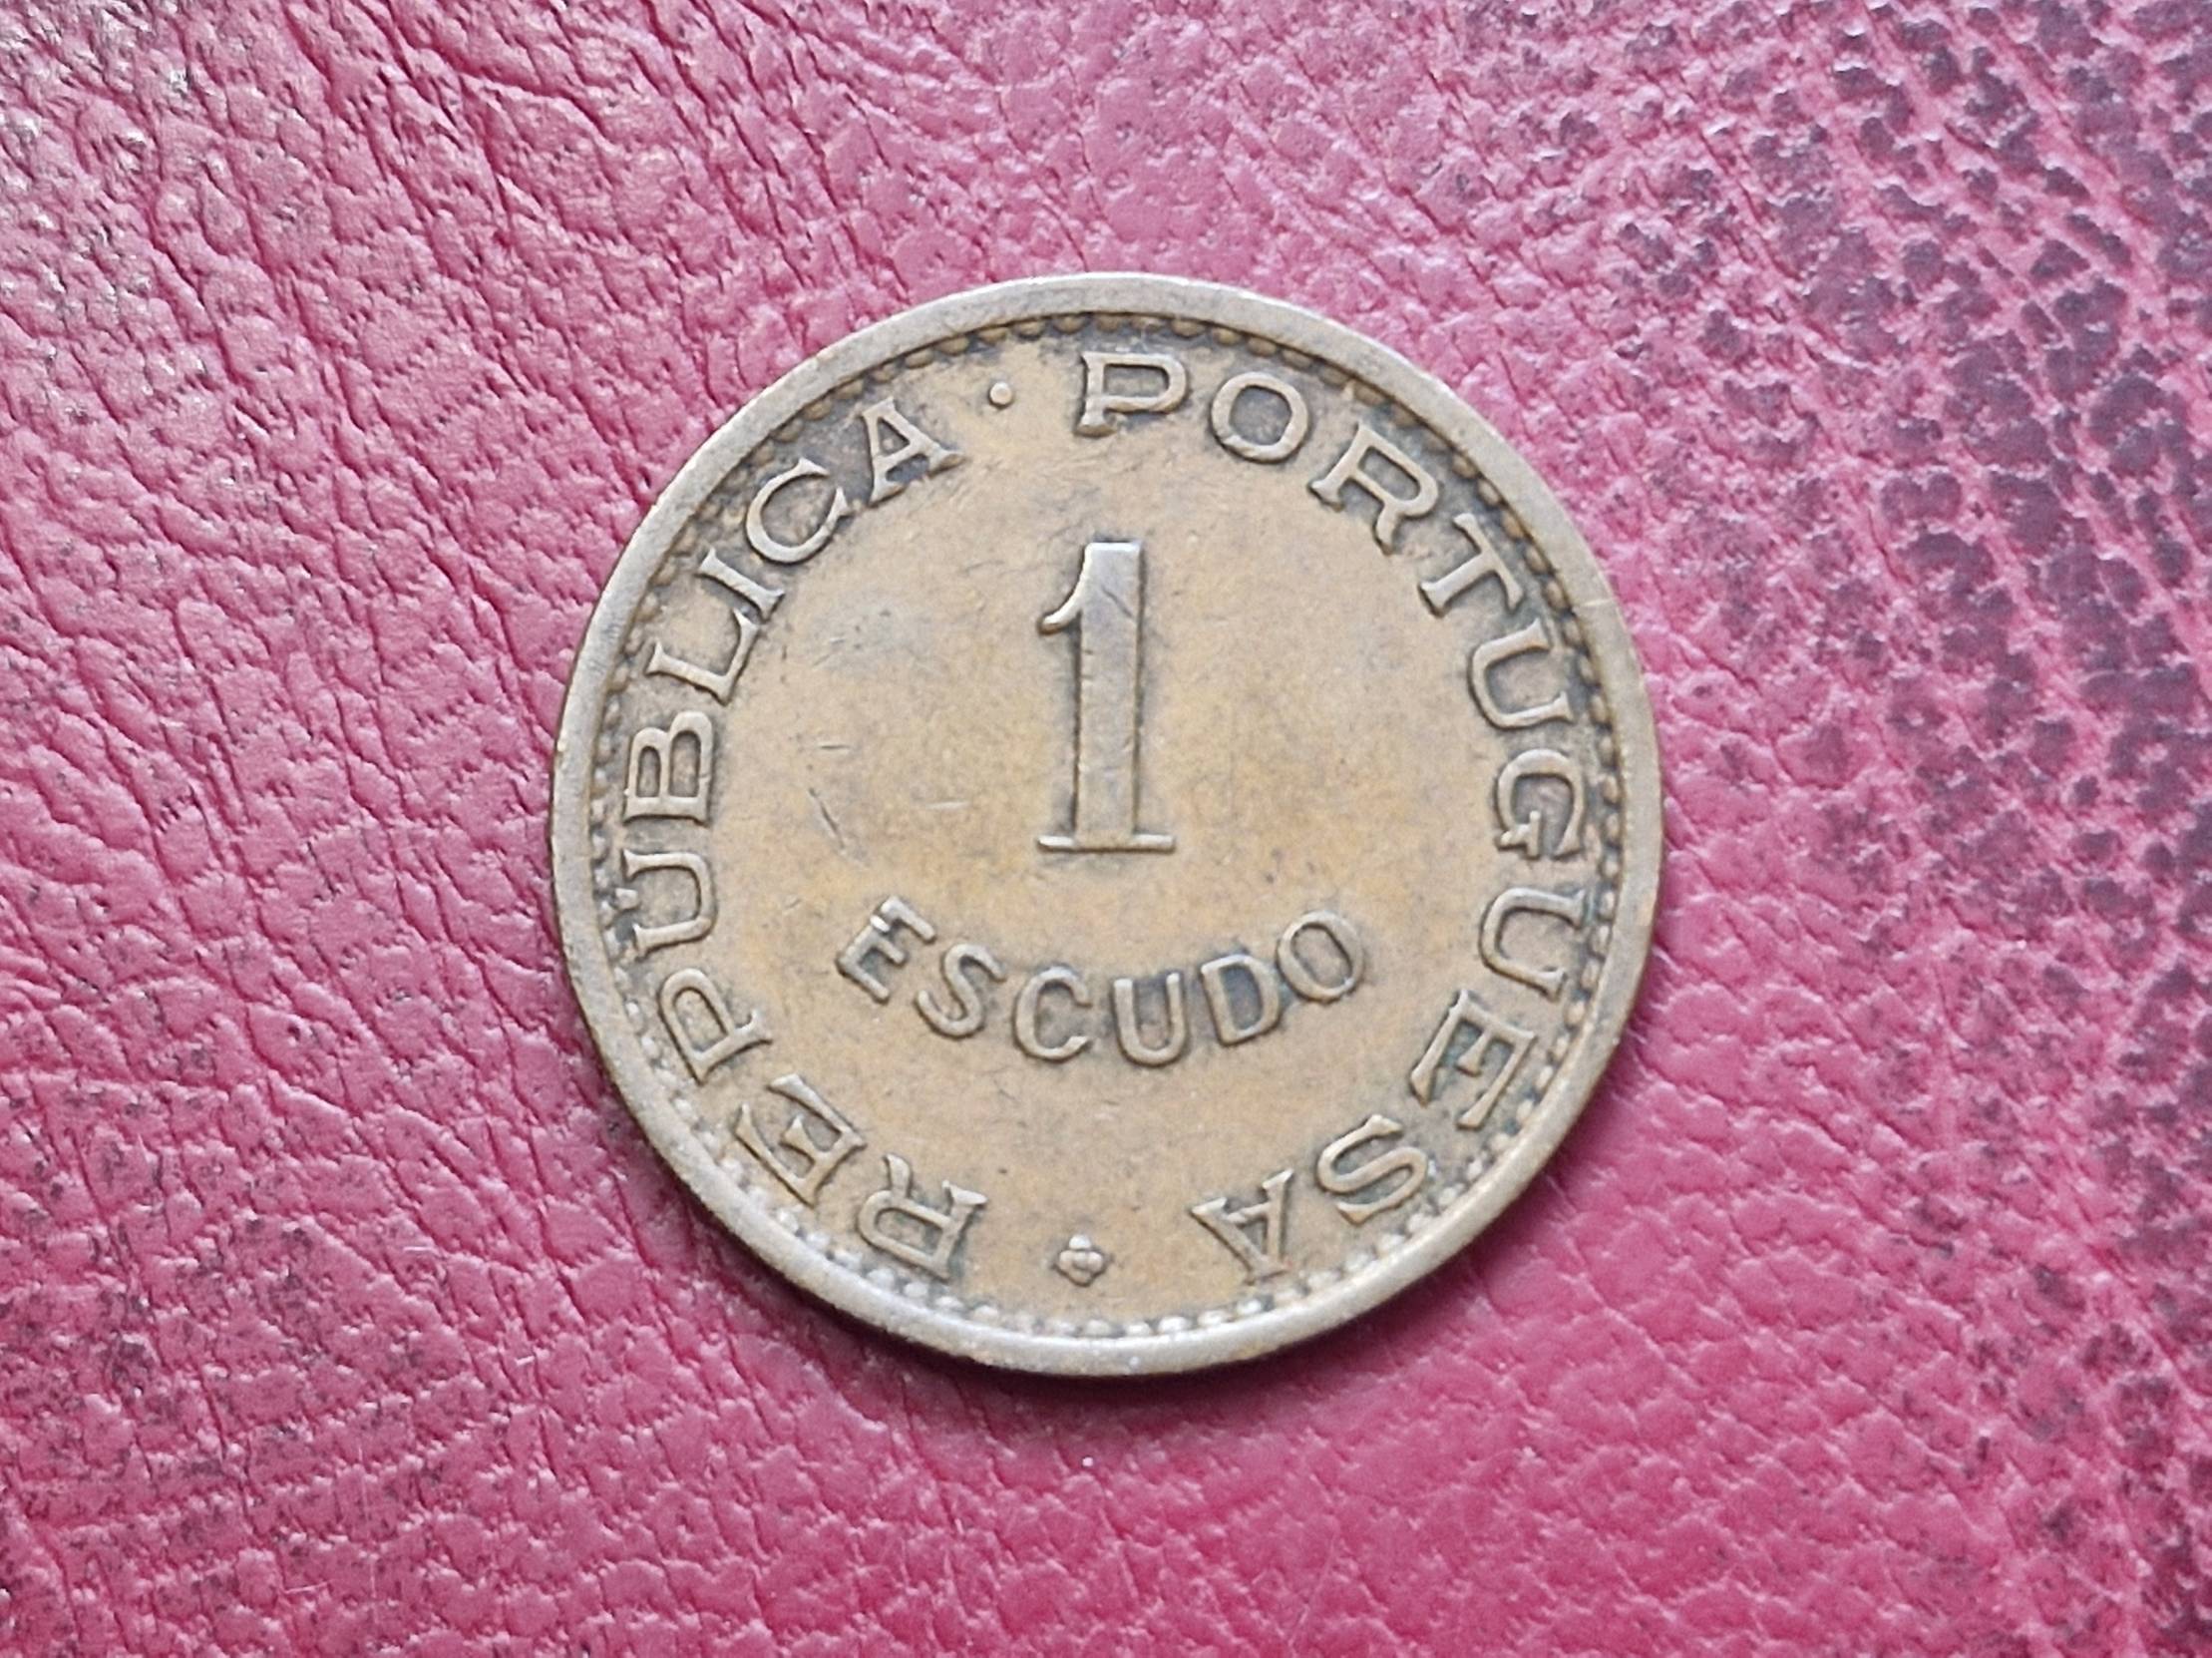 REPÚBLICA · PORTUGUESA
1
ESCUDO